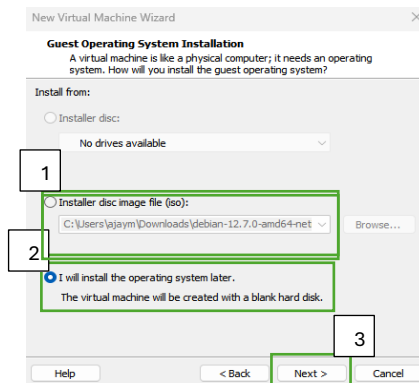 New Virtual Machine Wizard
Guest Operating System Installation
A virtual machine is like a physical computer; it needs an operating
system. How will you install the guest operating system?
Install from:
Installer disc:
No drives available
1
Installer disc image file (iso):
C:\Users\ajaym\Downloads\debian-12.7.0-amd64-net
Browse...
2
I will install the operating system later.
The virtual machine will be created with a blank hard disk.
3
Help
< Back
Next >
Cancel